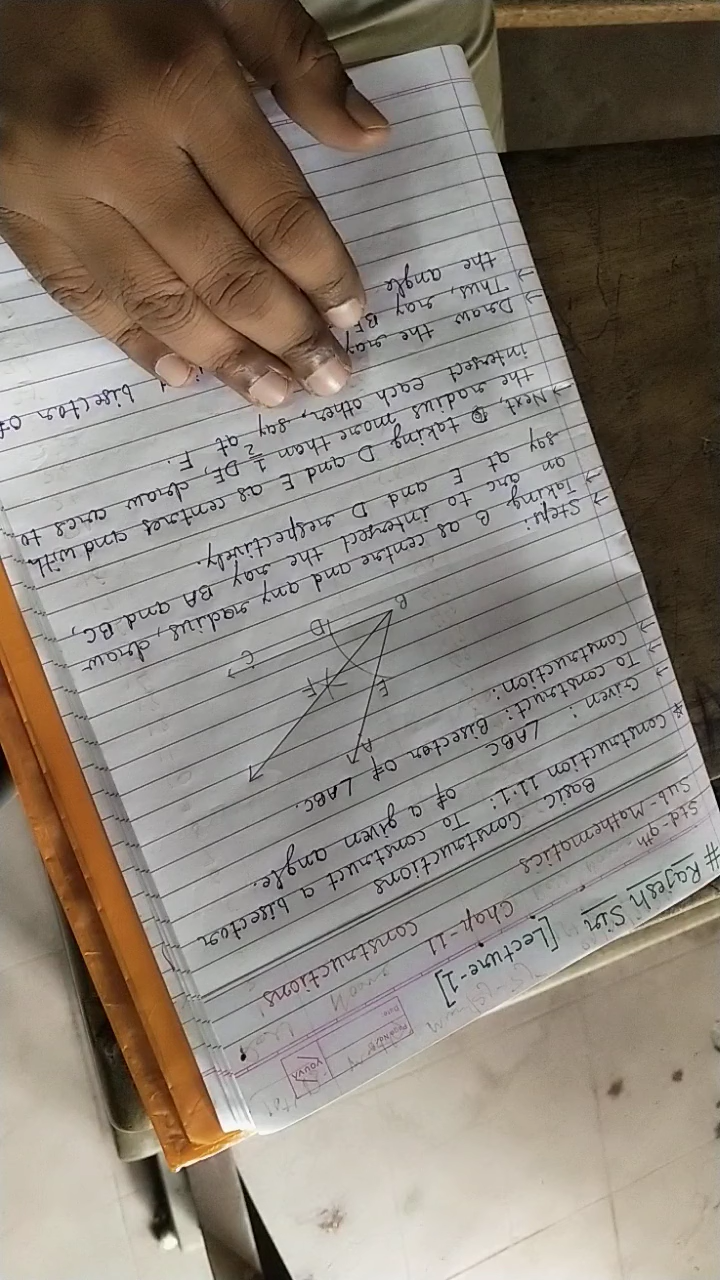 # Rajesh Sir [Lecture-1]
Std-9th
Sub-Mathematics Chap-11 Constructions
Basic Constructions
* Construction 11.1: To construct a bisector
of a given angle.
→ Given: ∠ABC
→ To construct: Bisector of ∠ABC.
→ Construction:
A
E
F
B
D
C
→ Steps:
→ Taking B as centre and any radius, draw
an arc to intersect the ray BA and BC,
say at E and D respectively.
→ Next, taking D and E as centres and with
the radius more than 1/2 DE, draw arcs to
intersect each other, say at F.
→ Draw the ray
Thus, ray BF bisector of
the angle
Page No.
Date
YOUVA